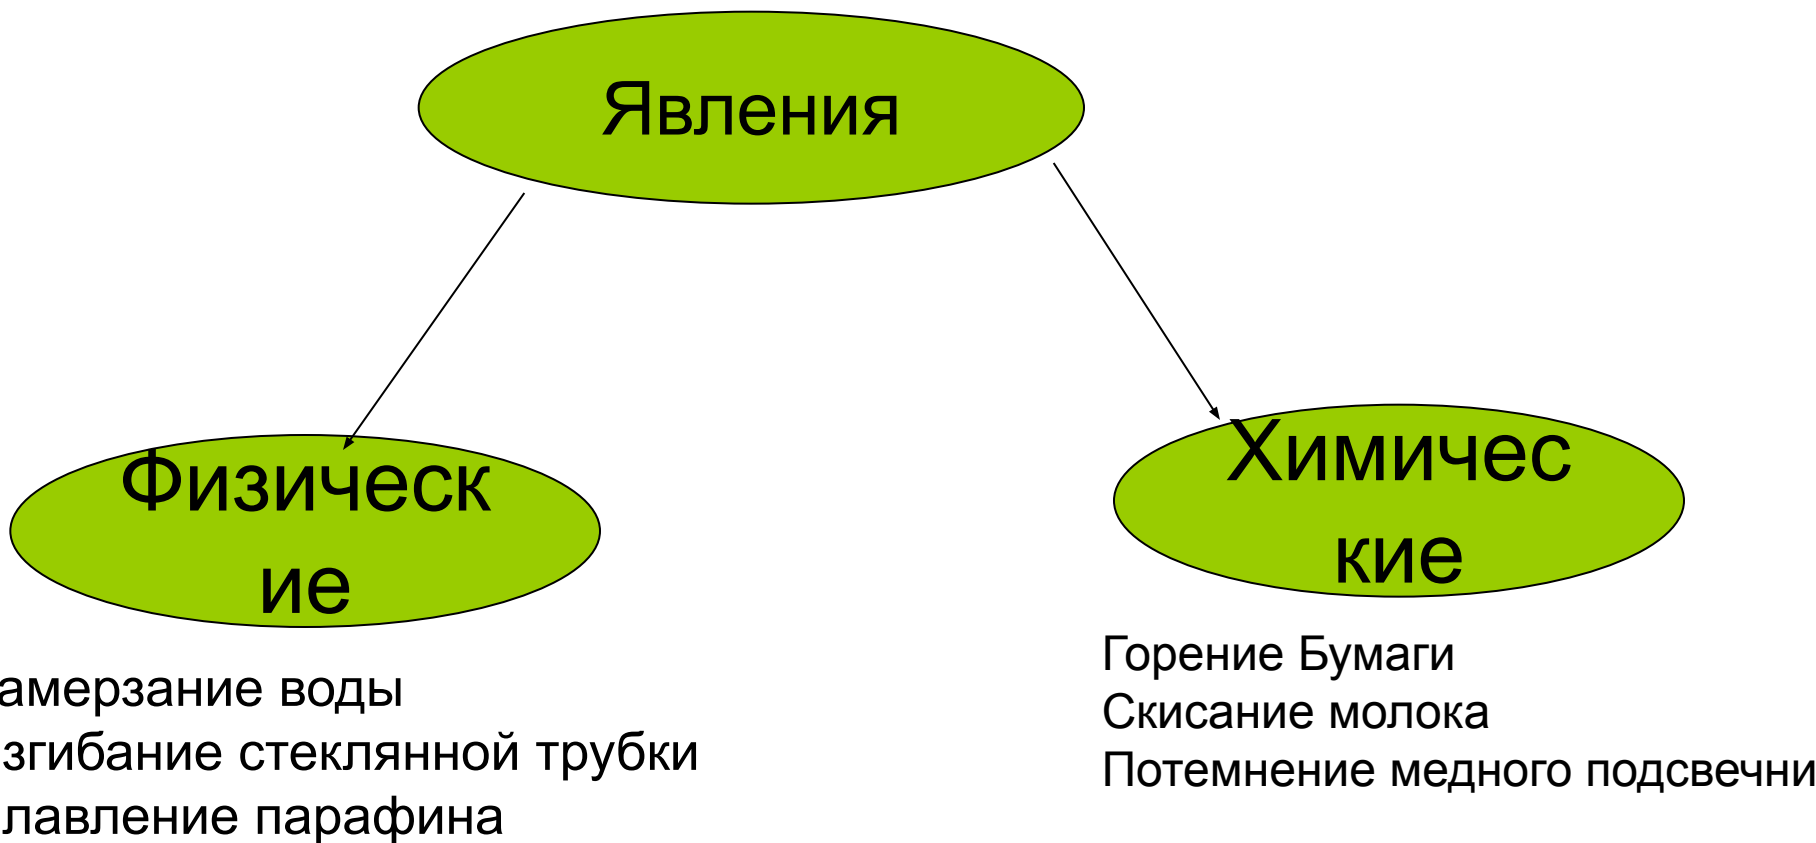 Явления
Физическ
ие
Химичес
кие
амерзание воды
згибание стеклянной трубки
лавление парафина
Горение Бумаги
Скисание молока
Потемнение медного подсвечни